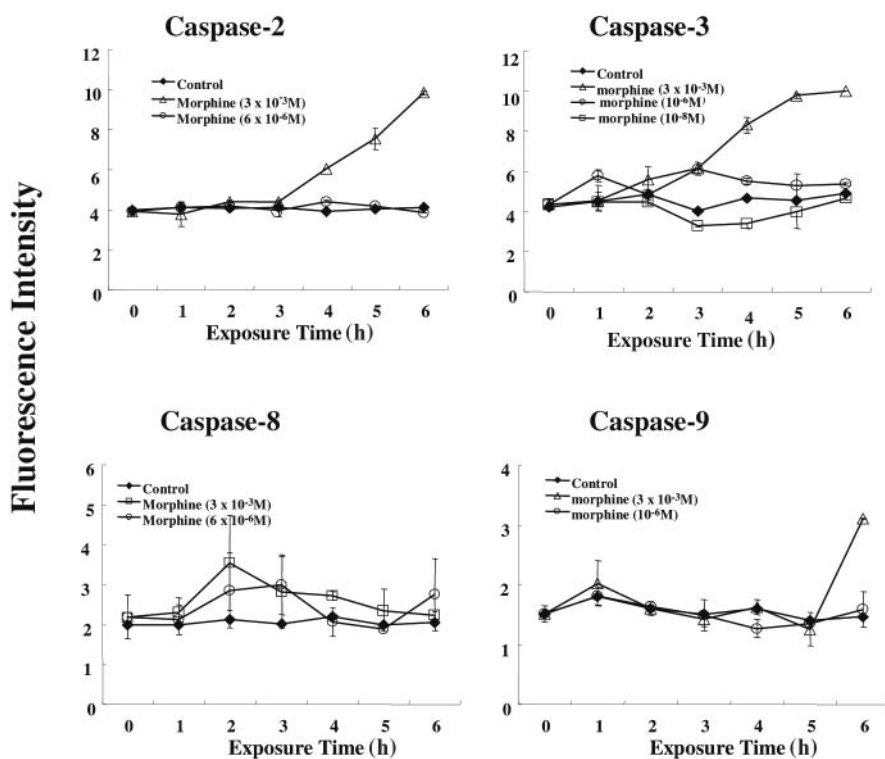 Fluorescence Intensity
Caspase-2
12
10
8
6
4
2
0
Control
Morphine (3 x 10-3M)
Morphine (6 x 10-6M)
0 1 2 3 4 5 6
Exposure Time (h)
Caspase-3
12
10
8
6
4
2
0
Control
morphine (3 x 10-3M)
morphine (10-6M)
morphine (10-8M)
0 1 2 3 4 5 6
Exposure Time (h)
Caspase-8
6
5
4
3
2
1
0
Control
Morphine (3 x 10-3M)
Morphine (6 x 10-6M)
0 1 2 3 4 5 6
Exposure Time (h)
Caspase-9
4
3
2
1
0
Control
morphine (3 x 10-3M)
morphine (10-6M)
0 1 2 3 4 5 6
Exposure Time (h)